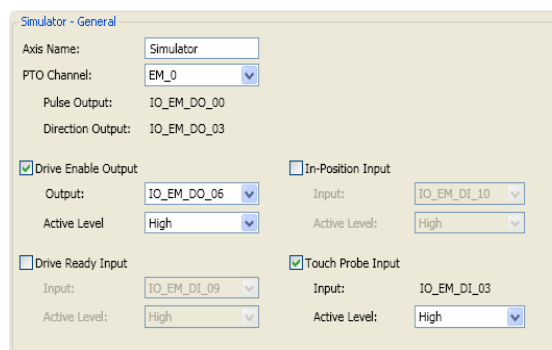 Simulator - General
Axis Name: Simulator
PTO Channel: EM_0
Pulse Output: IO_EM_DO_00
Direction Output: IO_EM_DO_03
Drive Enable Output In-Position Input
Output: IO_EM_DO_06 Input: IO_EM_DI_10
Active Level High Active Level: High
Drive Ready Input Touch Probe Input
Input: IO_EM_DI_09 Input: IO_EM_DI_03
Active Level: High Active Level: High